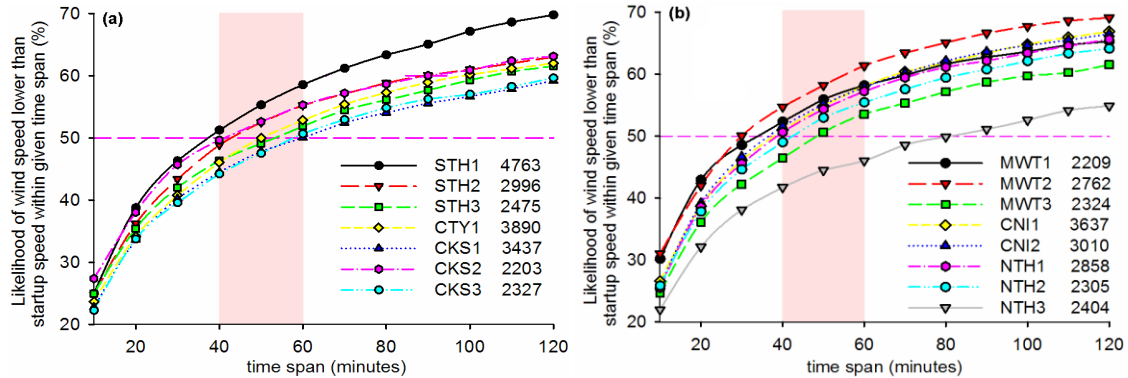 (a)
Likelihood of wind speed lower than
startup speed within given time span (%)
70
60
50
40
30
20
STH1 4763
STH2 2996
STH3 2475
CTY1 3890
CKS1 3437
CKS2 2203
CKS3 2327
20 40 60 80 100 120
time span (minutes)
(b)
Likelihood of wind speed lower than
startup speed within given time span (%)
70
60
50
40
30
20
MWT1 2209
MWT2 2762
MWT3 2324
CNI1 3637
CNI2 3010
NTH1 2858
NTH2 2305
NTH3 2404
20 40 60 80 100 120
time span (minutes)